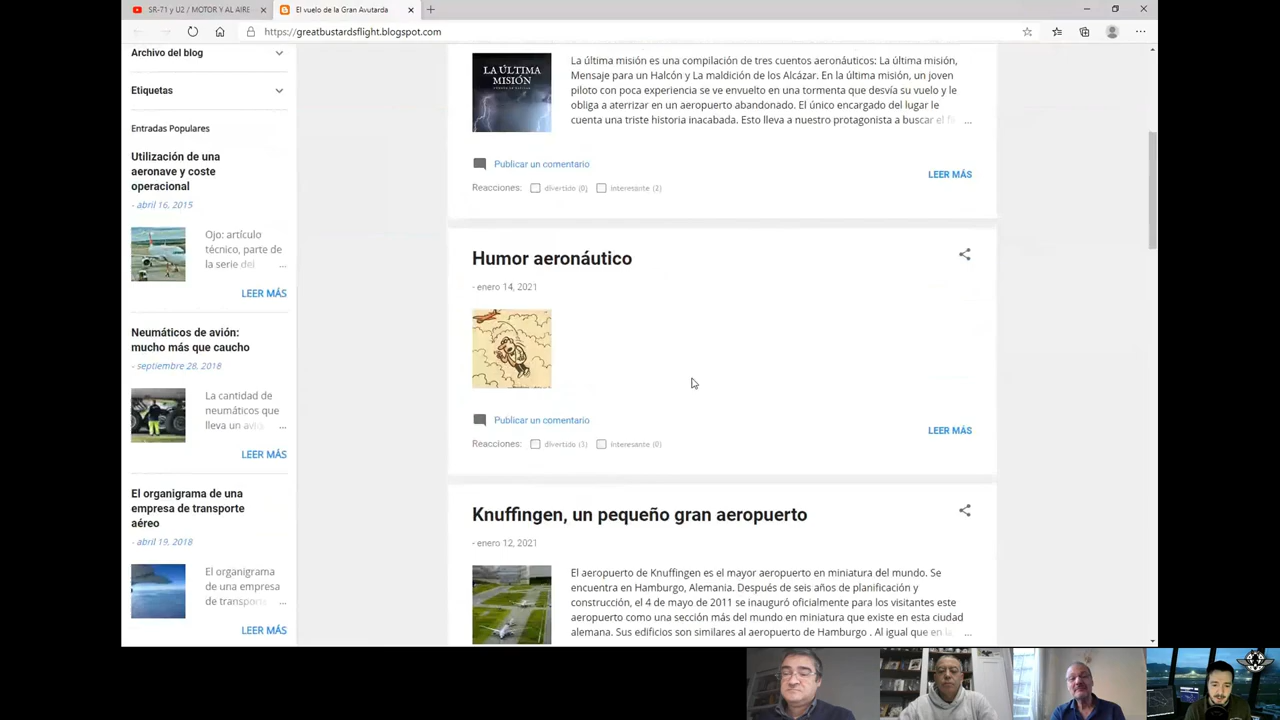 SR-71 y U2 / MOTOR Y AL AIRE
El vuelo de la Gran Avutarda
https://greatbustardsflight.blogspot.com
Archivo del blog
Etiquetas
Entradas Populares
Utilización de una
aeronave y coste
operacional
- abril 16, 2015
Ojo: artículo
técnico, parte de
la serie del
...
LEER MÁS
Neumáticos de avión:
mucho más que caucho
- septiembre 28, 2018
La cantidad de
neumáticos que
lleva un avión
...
LEER MÁS
El organigrama de una
empresa de transporte
aéreo
- abril 19, 2018
El organigrama
de una empresa
de transporte
...
LEER MÁS
LA ÚLTIMA
MISIÓN
La última misión es una compilación de tres cuentos aeronáuticos: La última misión,
Mensaje para un Halcón y La maldición de los Alcázar. En la última misión, un joven
piloto con poca experiencia se ve envuelto en una tormenta que desvía su vuelo y le
obliga a aterrizar en un aeropuerto abandonado. El único encargado del lugar le
cuenta una triste historia inacabada. Esto lleva a nuestro protagonista a buscar el ...
Publicar un comentario
LEER MÁS
Reacciones: divertido (0) interesante (2)
Humor aeronáutico
- enero 14, 2021
Publicar un comentario
LEER MÁS
Reacciones: divertido (3) interesante (0)
Knuffingen, un pequeño gran aeropuerto
- enero 12, 2021
El aeropuerto de Knuffingen es el mayor aeropuerto en miniatura del mundo. Se
encuentra en Hamburgo, Alemania. Después de seis años de planificación y
construcción, el 4 de mayo de 2011 se inauguró oficialmente para los visitantes este
aeropuerto como una sección más del mundo en miniatura que existe en esta ciudad
alemana. Sus edificios son similares al aeropuerto de Hamburgo . Al igual que en la ...